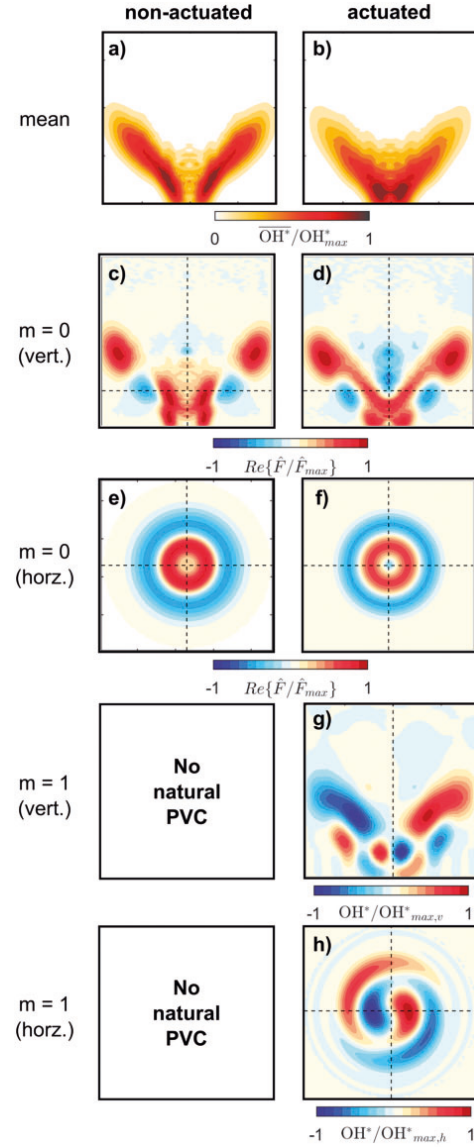 non-actuated actuated
mean a) b)
0 \overline{OH*}/OH*_{max} 1
m = 0
(vert.) c) d)
-1 Re{F̂/F̂_{max}} 1
m = 0
(horz.) e) f)
-1 Re{F̂/F̂_{max}} 1
m = 1
(vert.)
No
natural
PVC
g)
-1 OH*/OH*_{max,v} 1
m = 1
(horz.)
No
natural
PVC
h)
-1 OH*/OH*_{max,h} 1